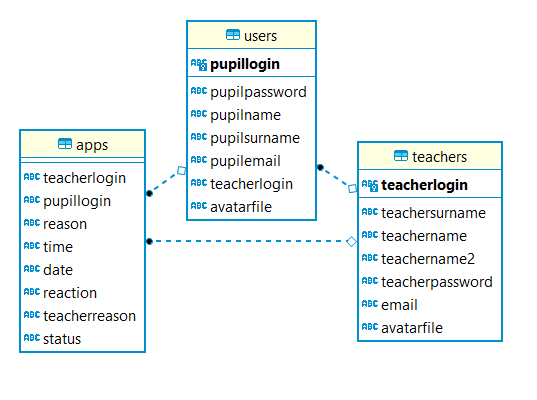 users
pupillogin
pupilpassword
pupilname
pupilsurname
pupilemail
teacherlogin
avatarfile
apps
teacherlogin
pupillogin
reason
time
date
reaction
teacherreason
status
teachers
teacherlogin
teachersurname
teachername
teachername2
teacherpassword
email
avatarfile